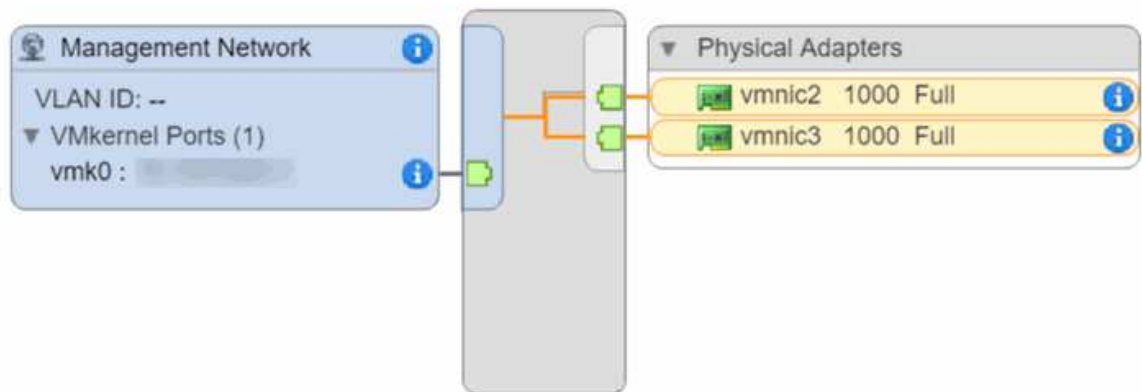 Management Network
VLAN ID: --
VMkernel Ports (1)
vmk0 :
Physical Adapters
vmnic2 1000 Full
vmnic3 1000 Full